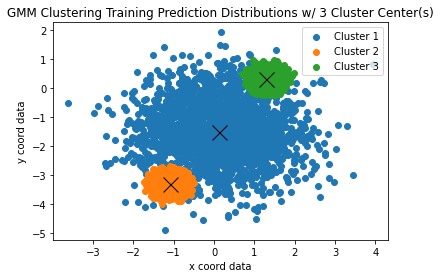 GMM Clustering Training Prediction Distributions w/ 3 Cluster Center(s)
Cluster 1
Cluster 2
Cluster 3
y coord data
2
1
0
−1
−2
−3
−4
−5
−3
−2
−1
0
1
2
3
4
x coord data